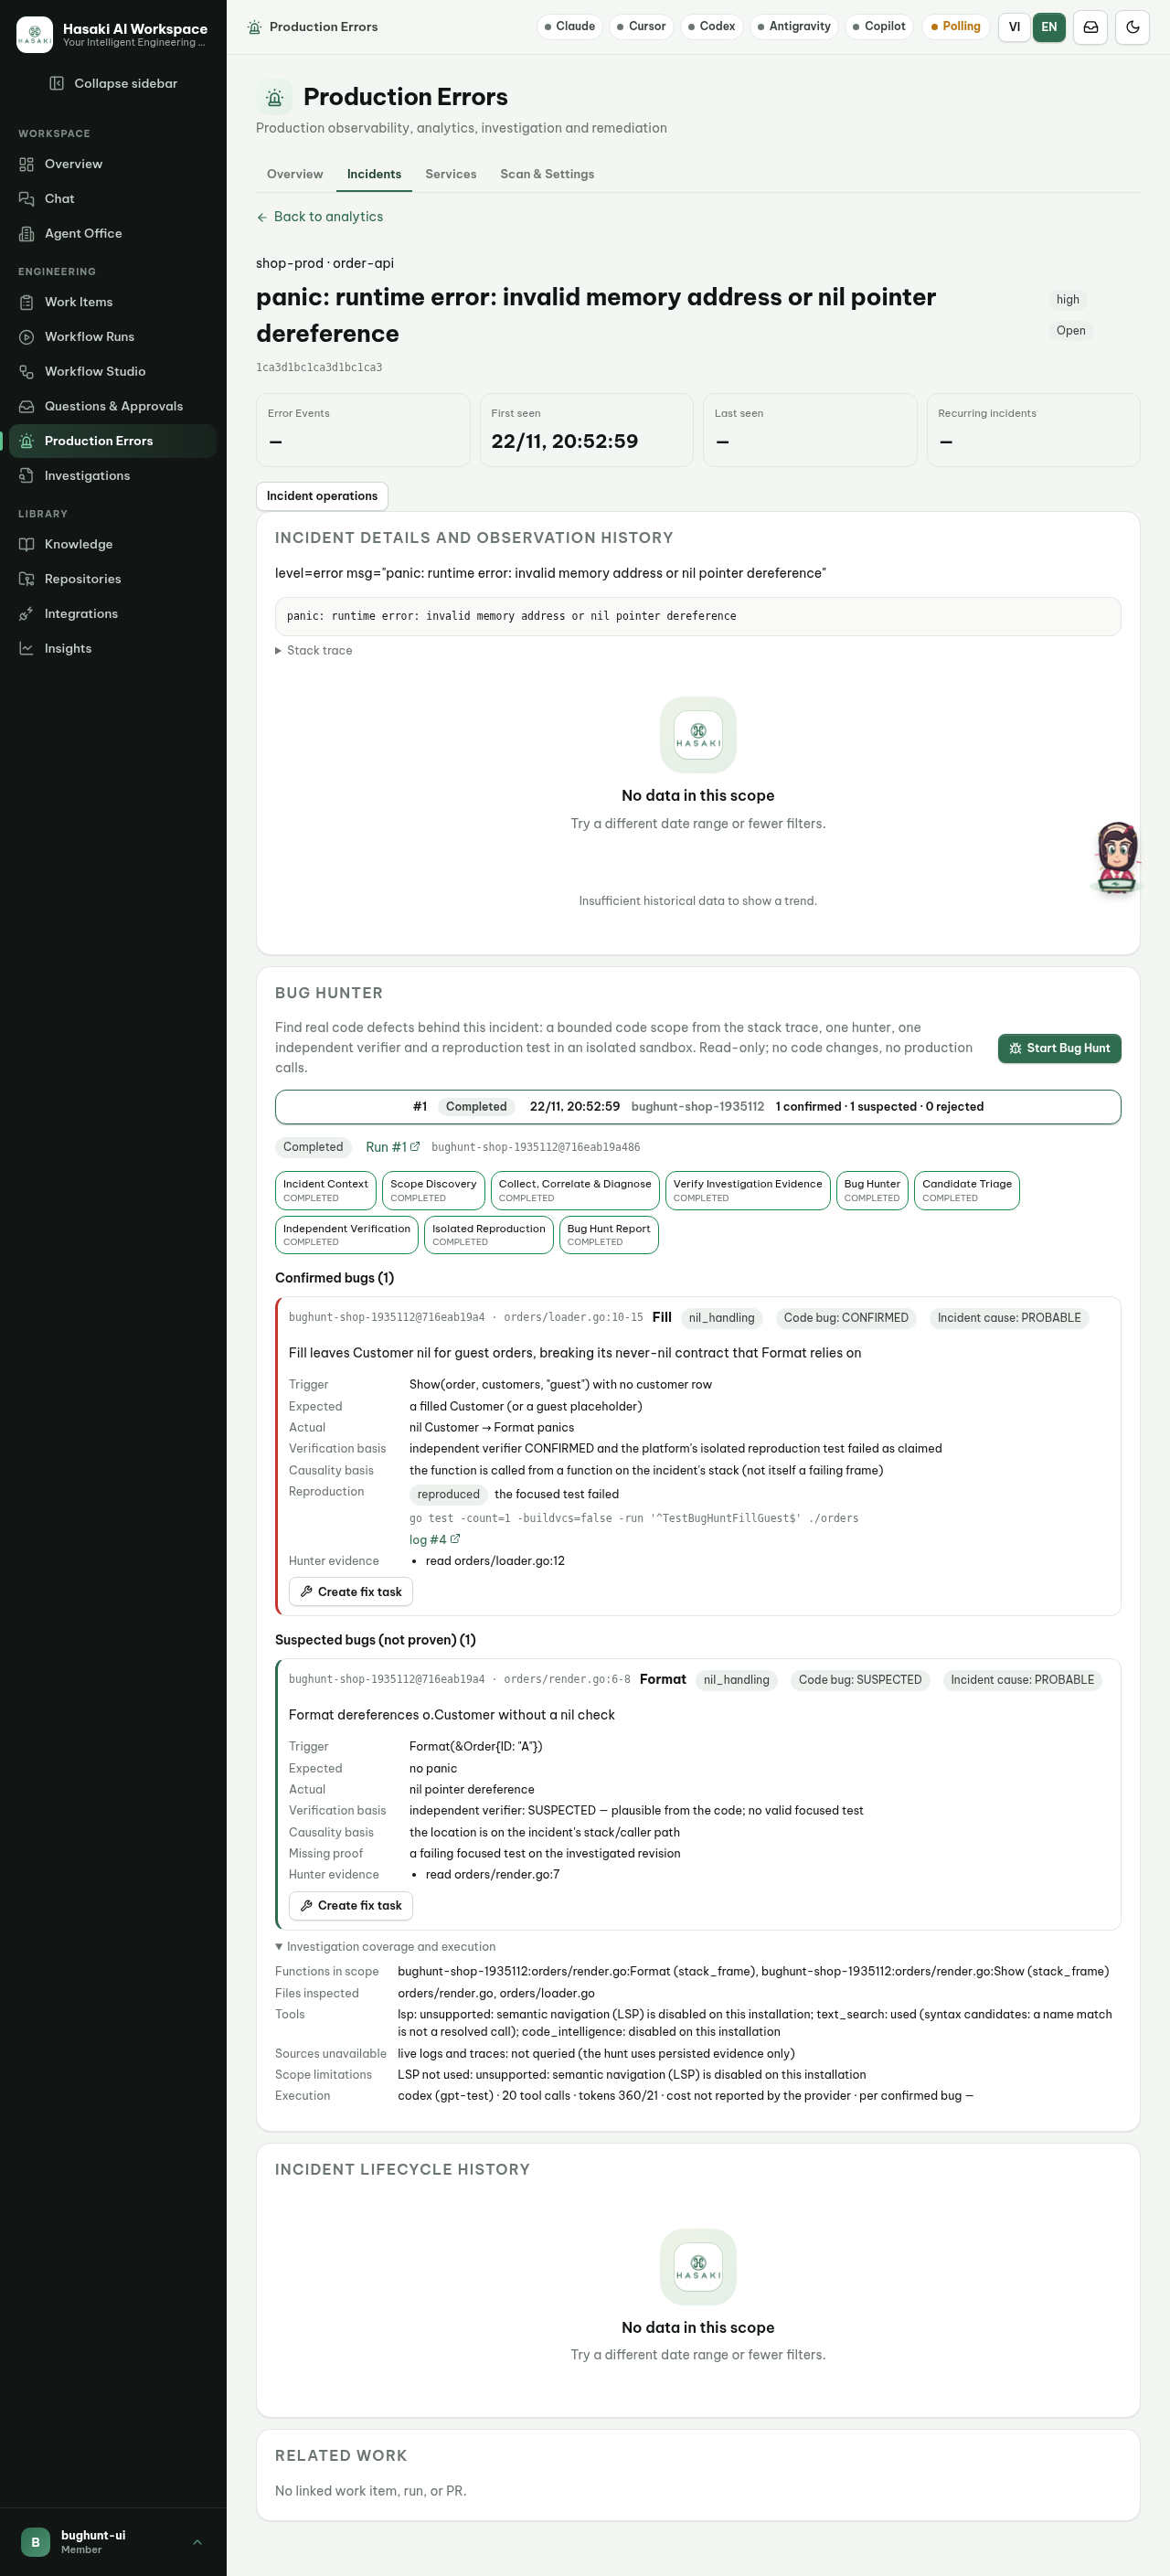 Hasaki AI Workspace
Your Intelligent Engineering ...
Collapse sidebar
WORKSPACE
Overview
Chat
Agent Office
ENGINEERING
Work Items
Workflow Runs
Workflow Studio
Questions & Approvals
Production Errors
Investigations
LIBRARY
Knowledge
Repositories
Integrations
Insights
bughunt-ui
Member
B
Production Errors
Claude
Cursor
Codex
Antigravity
Copilot
Polling
VI
EN
Production Errors
Production observability, analytics, investigation and remediation
Overview
Incidents
Services
Scan & Settings
← Back to analytics
shop-prod · order-api
panic: runtime error: invalid memory address or nil pointer
dereference
high
Open
1ca3d1bc1ca3d1bc1ca3
Error Events
—
First seen
22/11, 20:52:59
Last seen
—
Recurring incidents
—
Incident operations
INCIDENT DETAILS AND OBSERVATION HISTORY
level=error msg="panic: runtime error: invalid memory address or nil pointer dereference"
panic: runtime error: invalid memory address or nil pointer dereference
▶ Stack trace
HASAKI
No data in this scope
Try a different date range or fewer filters.
Insufficient historical data to show a trend.
BUG HUNTER
Find real code defects behind this incident: a bounded code scope from the stack trace, one hunter, one
independent verifier and a reproduction test in an isolated sandbox. Read-only; no code changes, no production
calls.
Start Bug Hunt
#1 Completed 22/11, 20:52:59 bughunt-shop-1935112 1 confirmed · 1 suspected · 0 rejected
Completed Run #1 bughunt-shop-1935112@716eab19a486
Incident Context
COMPLETED
Scope Discovery
COMPLETED
Collect, Correlate & Diagnose
COMPLETED
Verify Investigation Evidence
COMPLETED
Bug Hunter
COMPLETED
Candidate Triage
COMPLETED
Independent Verification
COMPLETED
Isolated Reproduction
COMPLETED
Bug Hunt Report
COMPLETED
Confirmed bugs (1)
bughunt-shop-1935112@716eab19a4 · orders/loader.go:10-15 Fill nil_handling Code bug: CONFIRMED Incident cause: PROBABLE
Fill leaves Customer nil for guest orders, breaking its never-nil contract that Format relies on
Trigger Show(order, customers, "guest") with no customer row
Expected a filled Customer (or a guest placeholder)
Actual nil Customer → Format panics
Verification basis independent verifier CONFIRMED and the platform's isolated reproduction test failed as claimed
Causality basis the function is called from a function on the incident's stack (not itself a failing frame)
Reproduction reproduced the focused test failed
go test -count=1 -buildvcs=false -run '^TestBugHuntFillGuest$' ./orders
log #4
Hunter evidence • read orders/loader.go:12
Create fix task
Suspected bugs (not proven) (1)
bughunt-shop-1935112@716eab19a4 · orders/render.go:6-8 Format nil_handling Code bug: SUSPECTED Incident cause: PROBABLE
Format dereferences o.Customer without a nil check
Trigger Format(&Order{ID: "A"})
Expected no panic
Actual nil pointer dereference
Verification basis independent verifier: SUSPECTED — plausible from the code; no valid focused test
Causality basis the location is on the incident's stack/caller path
Missing proof a failing focused test on the investigated revision
Hunter evidence • read orders/render.go:7
Create fix task
▼ Investigation coverage and execution
Functions in scope bughunt-shop-1935112:orders/render.go:Format (stack_frame), bughunt-shop-1935112:orders/render.go:Show (stack_frame)
Files inspected orders/render.go, orders/loader.go
Tools lsp: unsupported: semantic navigation (LSP) is disabled on this installation; text_search: used (syntax candidates: a name match
is not a resolved call); code_intelligence: disabled on this installation
Sources unavailable live logs and traces: not queried (the hunt uses persisted evidence only)
Scope limitations LSP not used: unsupported: semantic navigation (LSP) is disabled on this installation
Execution codex (gpt-test) · 20 tool calls · tokens 360/21 · cost not reported by the provider · per confirmed bug —
INCIDENT LIFECYCLE HISTORY
HASAKI
No data in this scope
Try a different date range or fewer filters.
RELATED WORK
No linked work item, run, or PR.